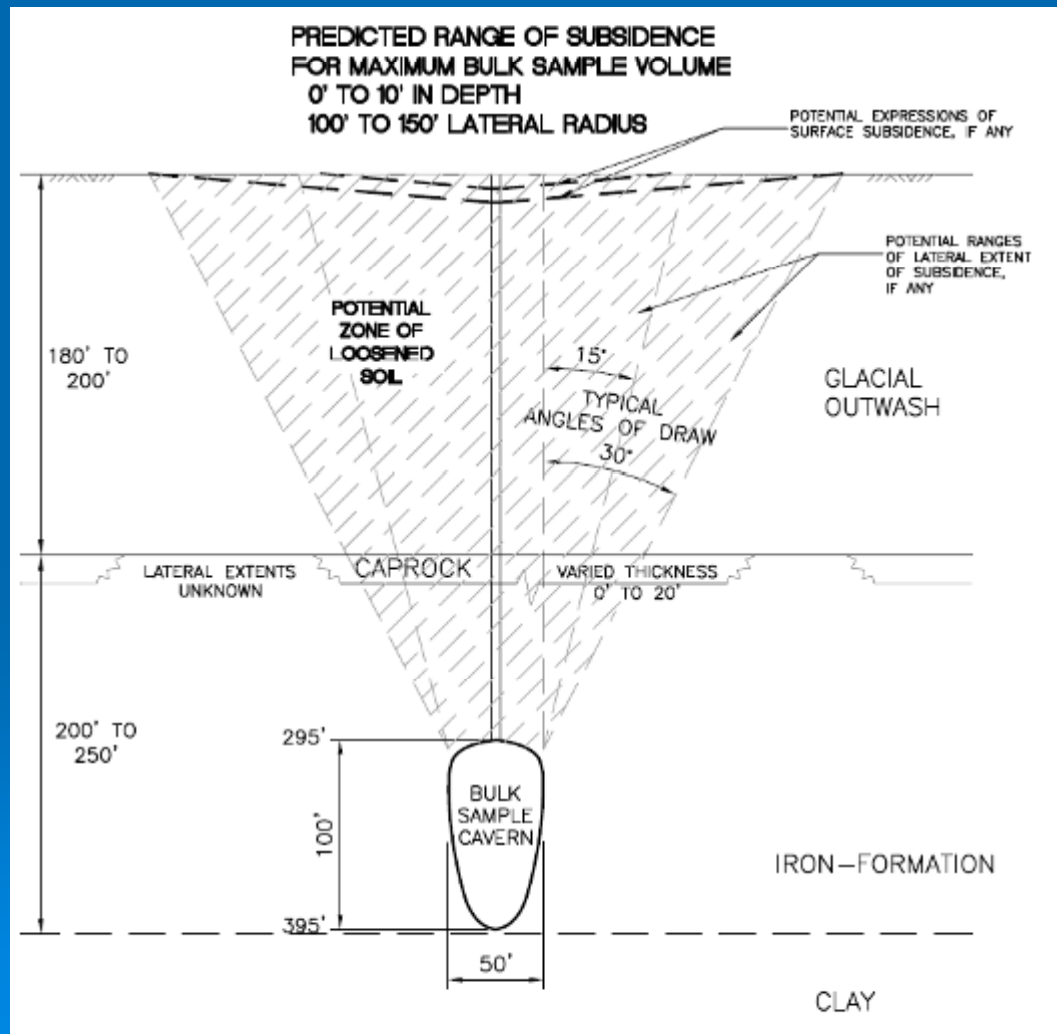 PREDICTED RANGE OF SUBSIDENCE
FOR MAXIMUM BULK SAMPLE VOLUME
0' TO 10' IN DEPTH
100' TO 150' LATERAL RADIUS
POTENTIAL EXPRESSIONS OF
SURFACE SUBSIDENCE, IF ANY
POTENTIAL RANGES
OF LATERAL EXTENT
OF SUBSIDENCE,
IF ANY
POTENTIAL
ZONE OF
LOOSENED
SOIL
180' TO
200'
15°
TYPICAL
ANGLES OF DRAW
30°
GLACIAL
OUTWASH
LATERAL EXTENTS
UNKNOWN
CAPROCK
VARIED THICKNESS
0' TO 20'
200' TO
250'
295'
100'
395'
BULK
SAMPLE
CAVERN
50'
IRON-FORMATION
CLAY